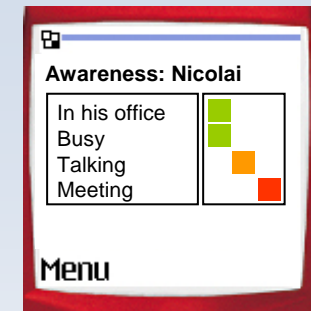 Awareness: Nicolai
In his office
Busy
Talking
Meeting
Menu